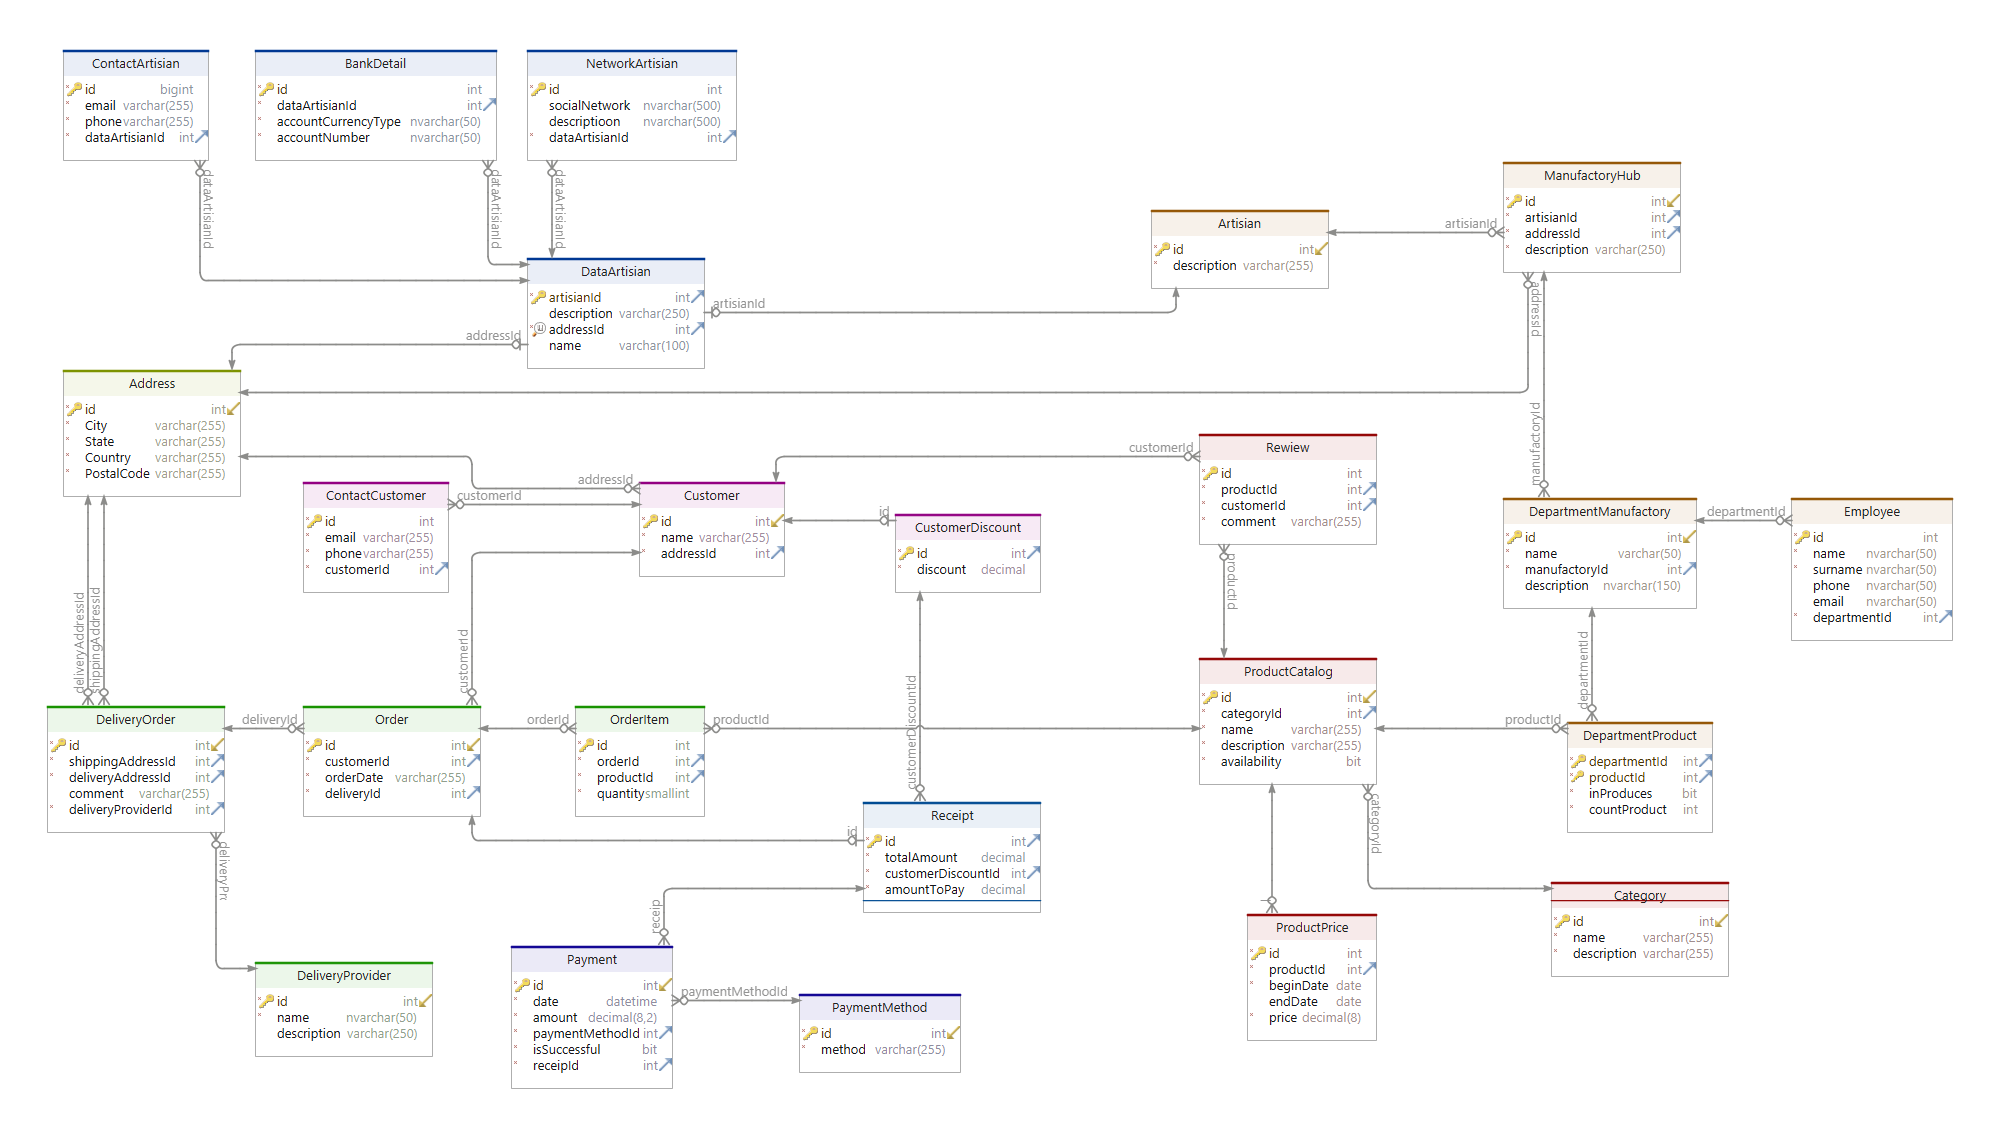 ContactArtisian
id bigint
email varchar(255)
phone varchar(255)
dataArtisianId int
BankDetail
id int
dataArtisianId int
accountCurrencyType nvarchar(50)
accountNumber nvarchar(50)
NetworkArtisian
id int
socialNetwork nvarchar(500)
descriptioon nvarchar(500)
dataArtisianId int
dataArtisianId
dataArtisianId
dataArtisianId
DataArtisian
artisianId int
description varchar(250)
addressId int
name varchar(100)
artisianId
addressId
Artisian
id int
description varchar(255)
artisianId
ManufactoryHub
id int
artisianId int
addressId int
description varchar(250)
addressId
manufactoryId
Address
id int
City varchar(255)
State varchar(255)
Country varchar(255)
PostalCode varchar(255)
ContactCustomer
id int
email varchar(255)
phone varchar(255)
customerId int
customerId
addressId
Customer
id int
name varchar(255)
addressId int
id
CustomerDiscount
id int
discount decimal
customerId
Rewiew
id int
productId int
customerId int
comment varchar(255)
productId
DepartmentManufactory
id int
name varchar(50)
manufactoryId int
description nvarchar(150)
departmentId
Employee
id int
name nvarchar(50)
surname nvarchar(50)
phone nvarchar(50)
email nvarchar(50)
departmentId int
departmentId
deliveryAddressId
shippingAddressId
customerId
customerDiscountId
DeliveryOrder
id int
shippingAddressId int
deliveryAddressId int
comment varchar(255)
deliveryProviderId int
deliveryId
Order
id int
customerId int
orderDate varchar(255)
deliveryId int
orderId
OrderItem
id int
orderId int
productId int
quantity smallint
productId
ProductCatalog
id int
categoryId int
name varchar(255)
description varchar(255)
availability bit
productId
DepartmentProduct
departmentId int
productId int
inProduces bit
countProduct int
id
Receipt
id int
totalAmount decimal
customerDiscountId int
amountToPay decimal
categoryId
Category
id int
name varchar(255)
description varchar(255)
ProductPrice
id int
productId int
beginDate date
endDate date
price decimal(8)
deliveryPr
DeliveryProvider
id int
name nvarchar(50)
description varchar(250)
receip
Payment
id int
date datetime
amount decimal(8,2)
paymentMethodId int
isSuccessful bit
receipId int
paymentMethodId
PaymentMethod
id int
method varchar(255)